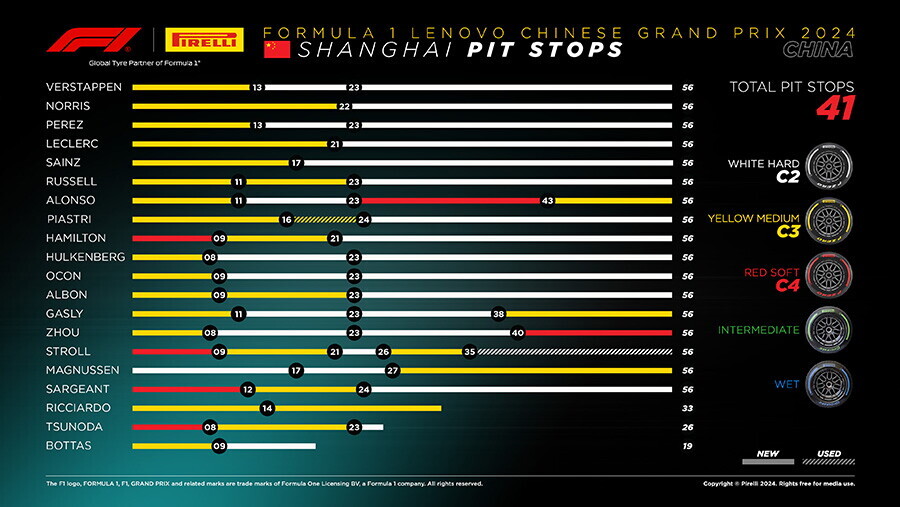 F1
PIRELLI
Global Tyre Partner of Formula 1®
FORMULA 1 LENOVO CHINESE GRAND PRIX 2024
SHANGHAI PIT STOPS
CHINA
VERSTAPPEN 13 23 56
NORRIS 22 56
PEREZ 13 23 56
LECLERC 21 56
SAINZ 17 56
RUSSELL 11 23 56
ALONSO 11 23 43 56
PIASTRI 16 24 56
HAMILTON 09 21 56
HULKENBERG 08 23 56
OCON 09 23 56
ALBON 09 23 56
GASLY 11 23 38 56
ZHOU 08 23 40 56
STROLL 09 21 26 35 56
MAGNUSSEN 17 27 56
SARGEANT 12 24 56
RICCIARDO 14 33
TSUNODA 08 23 26
BOTTAS 09 19
TOTAL PIT STOPS
41
WHITE HARD
C2
YELLOW MEDIUM
C3
RED SOFT
C4
INTERMEDIATE
WET
NEW USED
The F1 logo, FORMULA 1, F1, GRAND PRIX and related marks are trade marks of Formula One Licensing BV, a Formula 1 company. All rights reserved.
Copyright © Pirelli 2024. Rights free for media use.